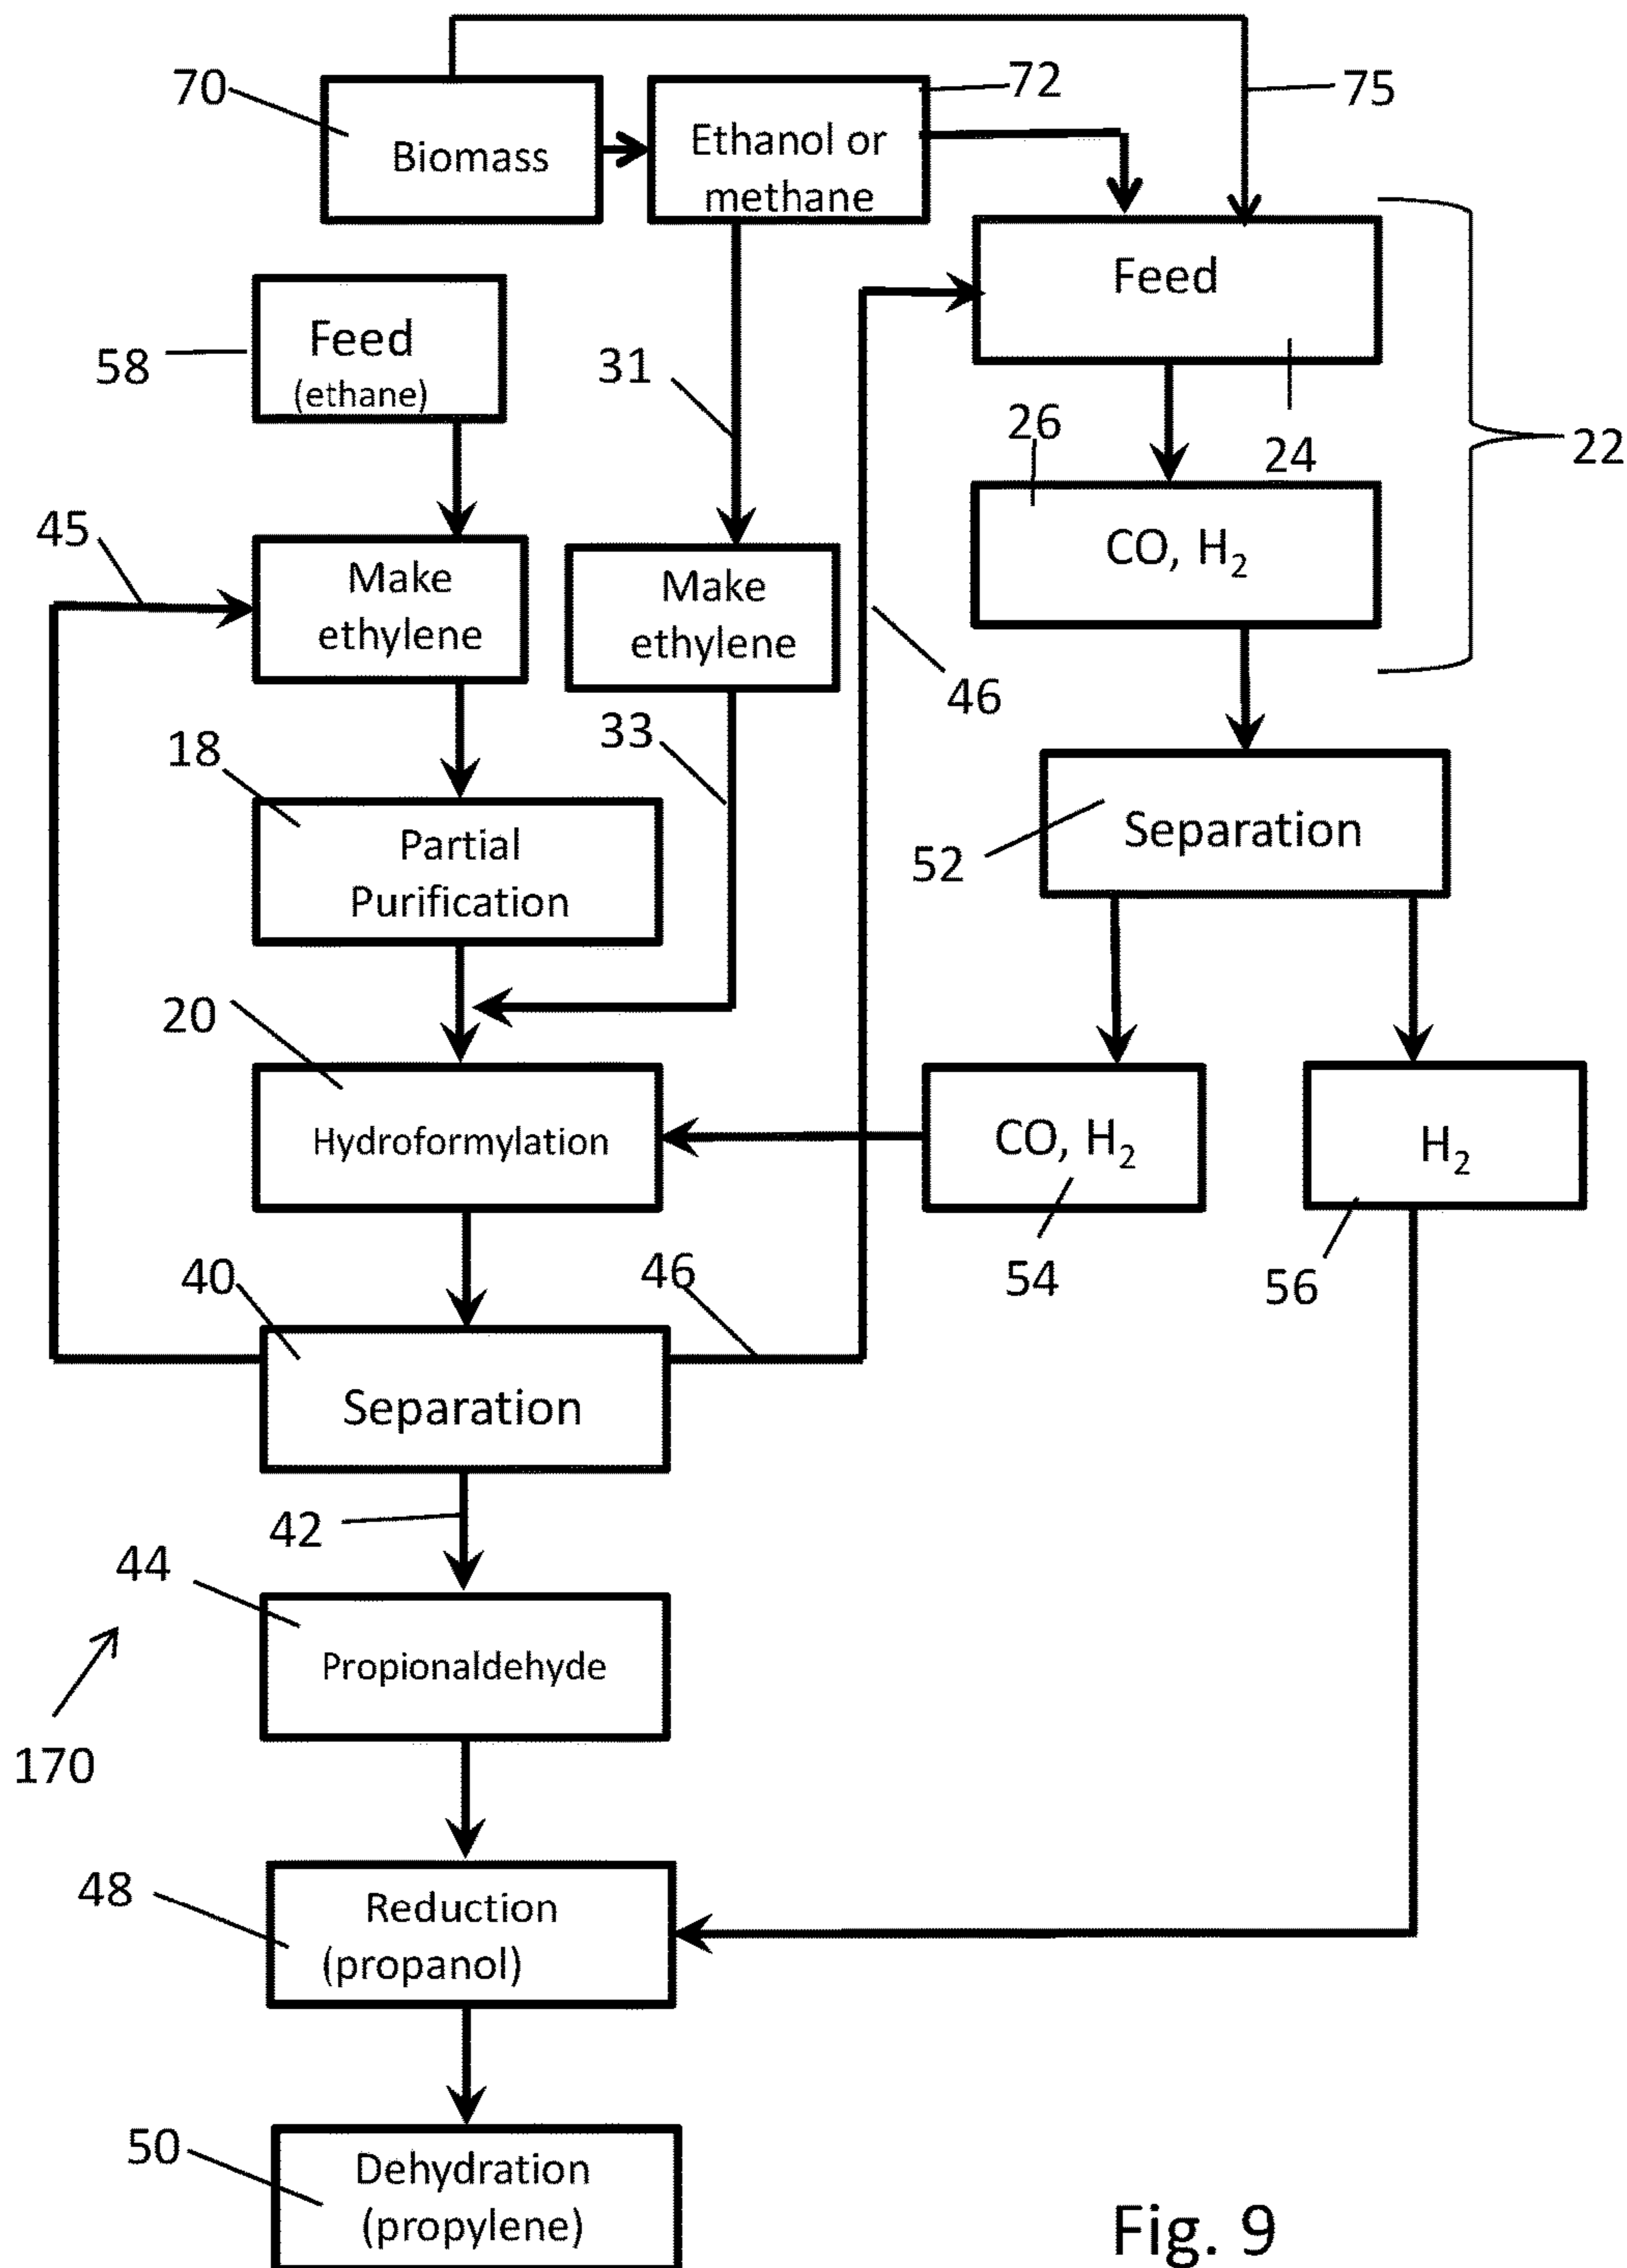 70
Biomass
Ethanol or
methane
72
75
Feed
58
Feed
(ethane)
31
24
22
26
CO, H₂
45
Make
ethylene
Make
ethylene
46
18
33
Partial
Purification
52
Separation
20
Hydroformylation
CO, H₂
H₂
54
56
40
46
Separation
42
44
Propionaldehyde
170
48
Reduction
(propanol)
50
Dehydration
(propylene)
Fig. 9